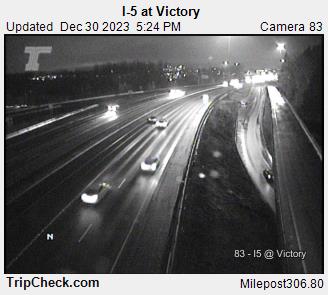 I-5 at Victory
Updated Dec 30 2023 5:24 PM Camera 83
T
N
83 - I5 @ Victory
TripCheck.com Milepost306.80